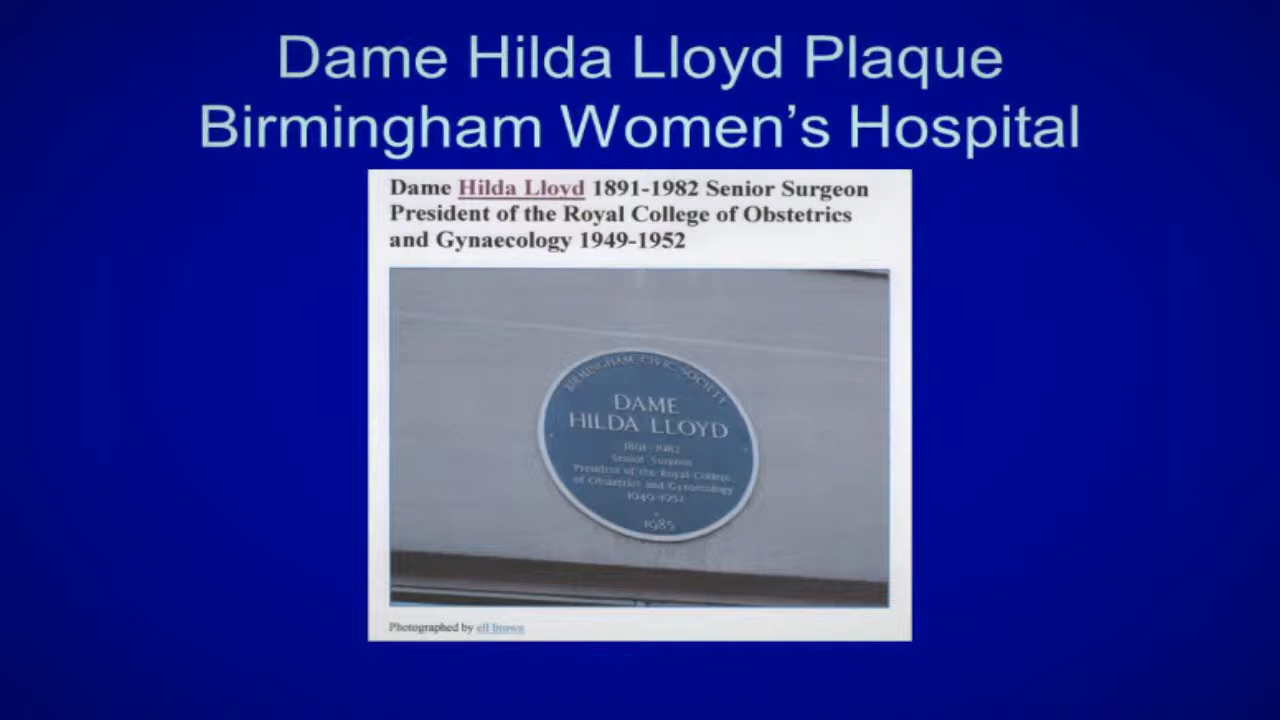 Dame Hilda Lloyd Plaque
Birmingham Women's Hospital
Dame Hilda Lloyd 1891-1982 Senior Surgeon
President of the Royal College of Obstetrics
and Gynaecology 1949-1952
BIRMINGHAM CIVIC SOCIETY
DAME
HILDA LLOYD
1891-1982
Senior Surgeon
President of the Royal College
of Obstetrics and Gynaecology
1949-1952
1985
Photographed by